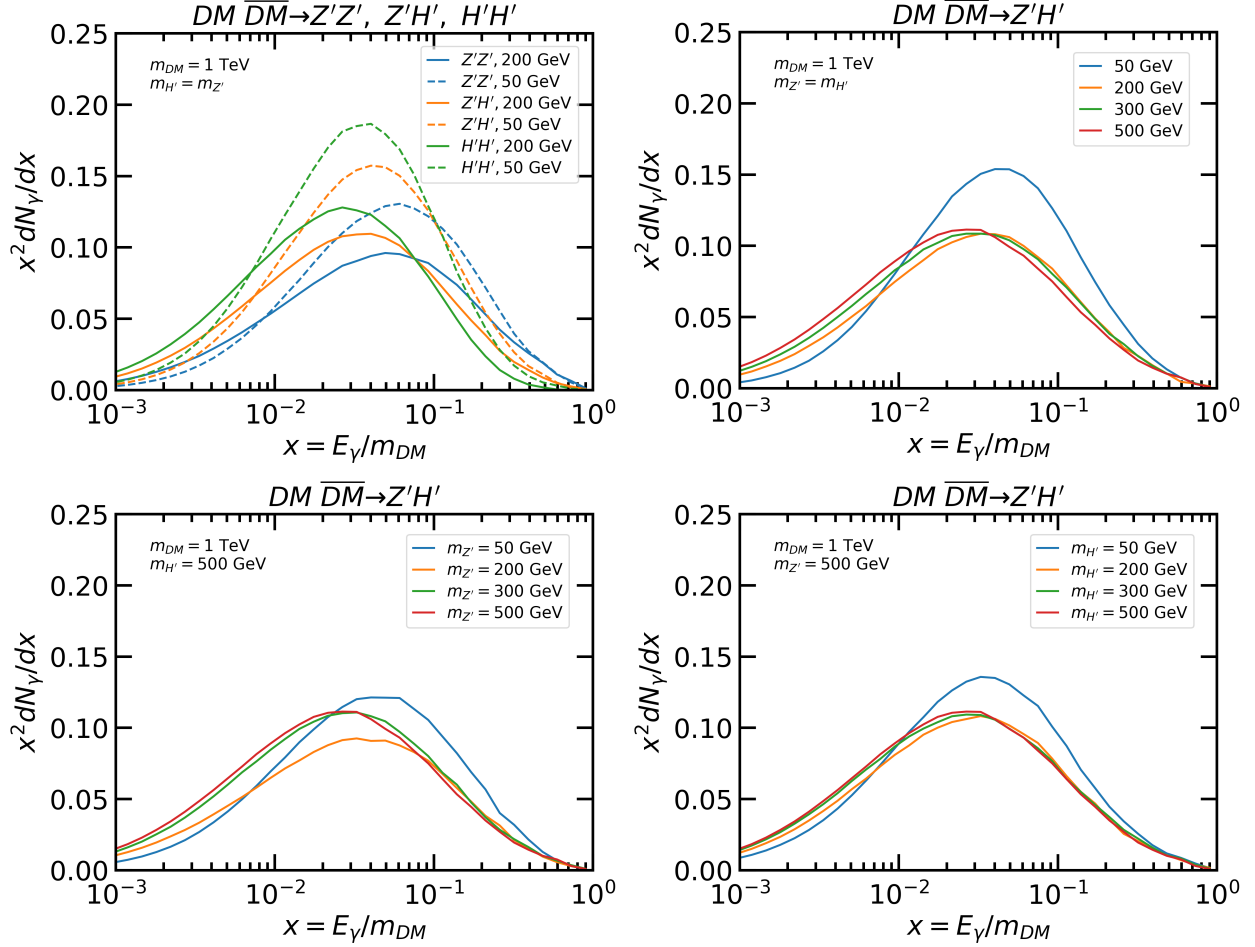 DM D̅M̅→Z′Z′, Z′H′, H′H′
0.25
0.20
0.15
0.10
0.05
0.00
x²dNγ/dx
m_DM = 1 TeV
m_H′ = m_Z′
Z′Z′, 200 GeV
Z′Z′, 50 GeV
Z′H′, 200 GeV
Z′H′, 50 GeV
H′H′, 200 GeV
H′H′, 50 GeV
10⁻³ 10⁻² 10⁻¹ 10⁰
x = Eγ/m_DM
DM D̅M̅→Z′H′
0.25
0.20
0.15
0.10
0.05
0.00
x²dNγ/dx
m_DM = 1 TeV
m_Z′ = m_H′
50 GeV
200 GeV
300 GeV
500 GeV
10⁻³ 10⁻² 10⁻¹ 10⁰
x = Eγ/m_DM
DM D̅M̅→Z′H′
0.25
0.20
0.15
0.10
0.05
0.00
x²dNγ/dx
m_DM = 1 TeV
m_H′ = 500 GeV
m_Z′ = 50 GeV
m_Z′ = 200 GeV
m_Z′ = 300 GeV
m_Z′ = 500 GeV
10⁻³ 10⁻² 10⁻¹ 10⁰
x = Eγ/m_DM
DM D̅M̅→Z′H′
0.25
0.20
0.15
0.10
0.05
0.00
x²dNγ/dx
m_DM = 1 TeV
m_Z′ = 500 GeV
m_H′ = 50 GeV
m_H′ = 200 GeV
m_H′ = 300 GeV
m_H′ = 500 GeV
10⁻³ 10⁻² 10⁻¹ 10⁰
x = Eγ/m_DM